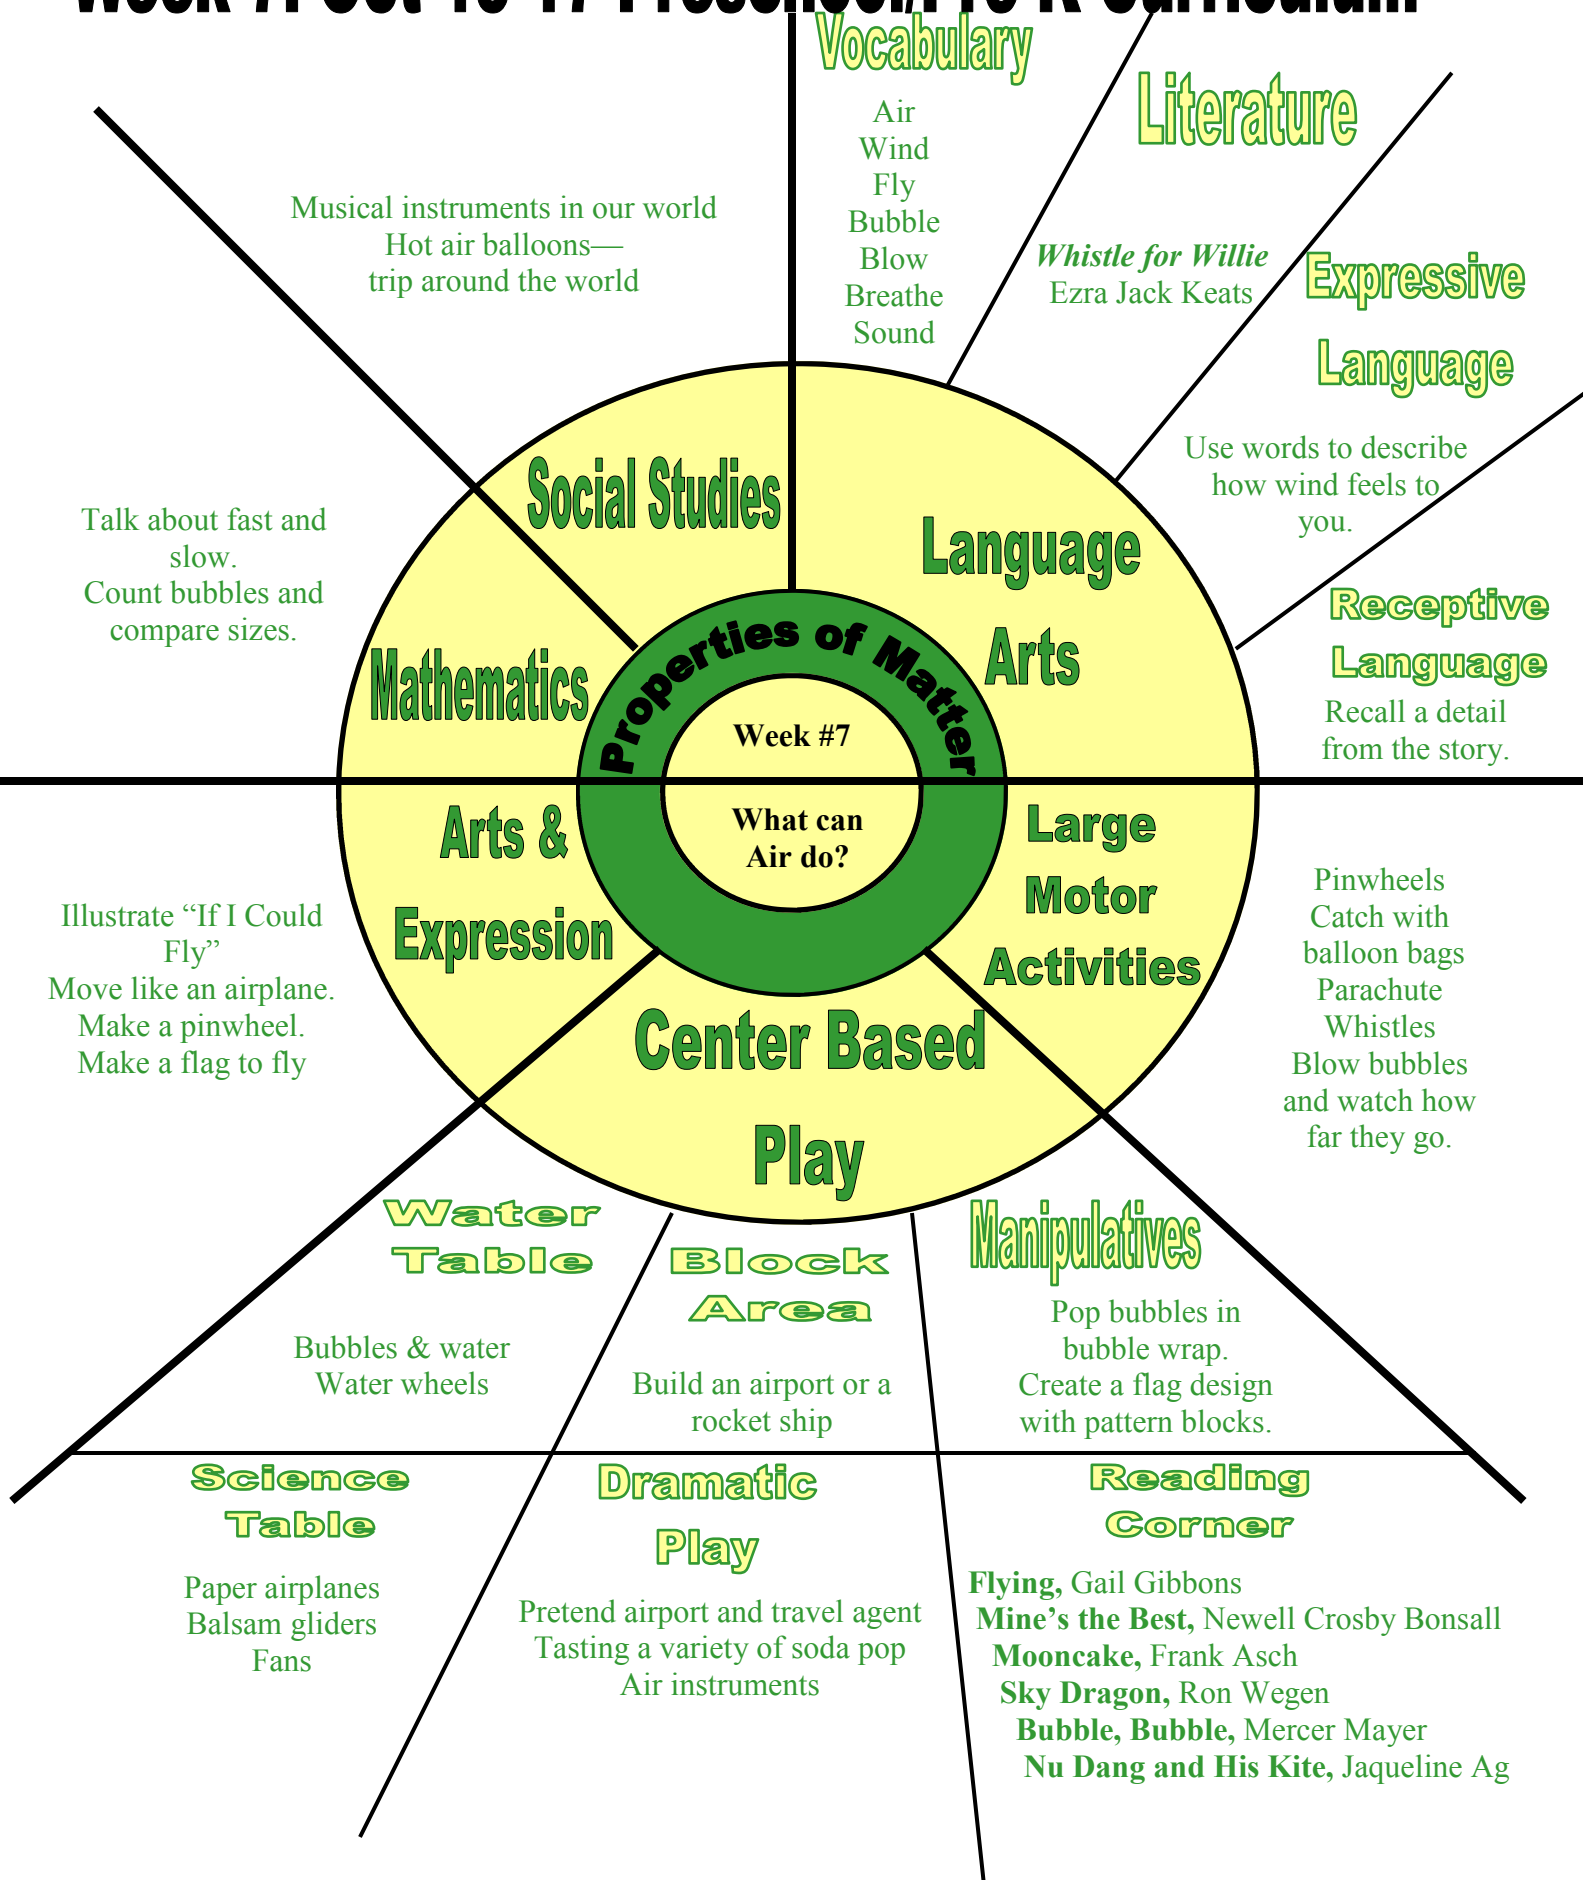 Week 7: Oct 13-17 Preschool/Pre K Curriculum
Vocabulary
Air
Wind
Fly
Bubble
Blow
Breathe
Sound
Literature
Whistle for Willie
Ezra Jack Keats
Expressive
Language
Use words to describe
how wind feels to
you.
Receptive
Language
Recall a detail
from the story.
Musical instruments in our world
Hot air balloons—
trip around the world
Social Studies
Language
Arts
Talk about fast and
slow.
Count bubbles and
compare sizes.
Mathematics
Properties of Matter
Week #7
What can
Air do?
Arts &
Expression
Illustrate “If I Could
Fly”
Move like an airplane.
Make a pinwheel.
Make a flag to fly
Large
Motor
Activities
Pinwheels
Catch with
balloon bags
Parachute
Whistles
Blow bubbles
and watch how
far they go.
Center Based
Play
Water
Table
Bubbles & water
Water wheels
Block
Area
Build an airport or a
rocket ship
Manipulatives
Pop bubbles in
bubble wrap.
Create a flag design
with pattern blocks.
Science
Table
Paper airplanes
Balsam gliders
Fans
Dramatic
Play
Pretend airport and travel agent
Tasting a variety of soda pop
Air instruments
Reading
Corner
Flying, Gail Gibbons
Mine’s the Best, Newell Crosby Bonsall
Mooncake, Frank Asch
Sky Dragon, Ron Wegen
Bubble, Bubble, Mercer Mayer
Nu Dang and His Kite, Jaqueline Ag